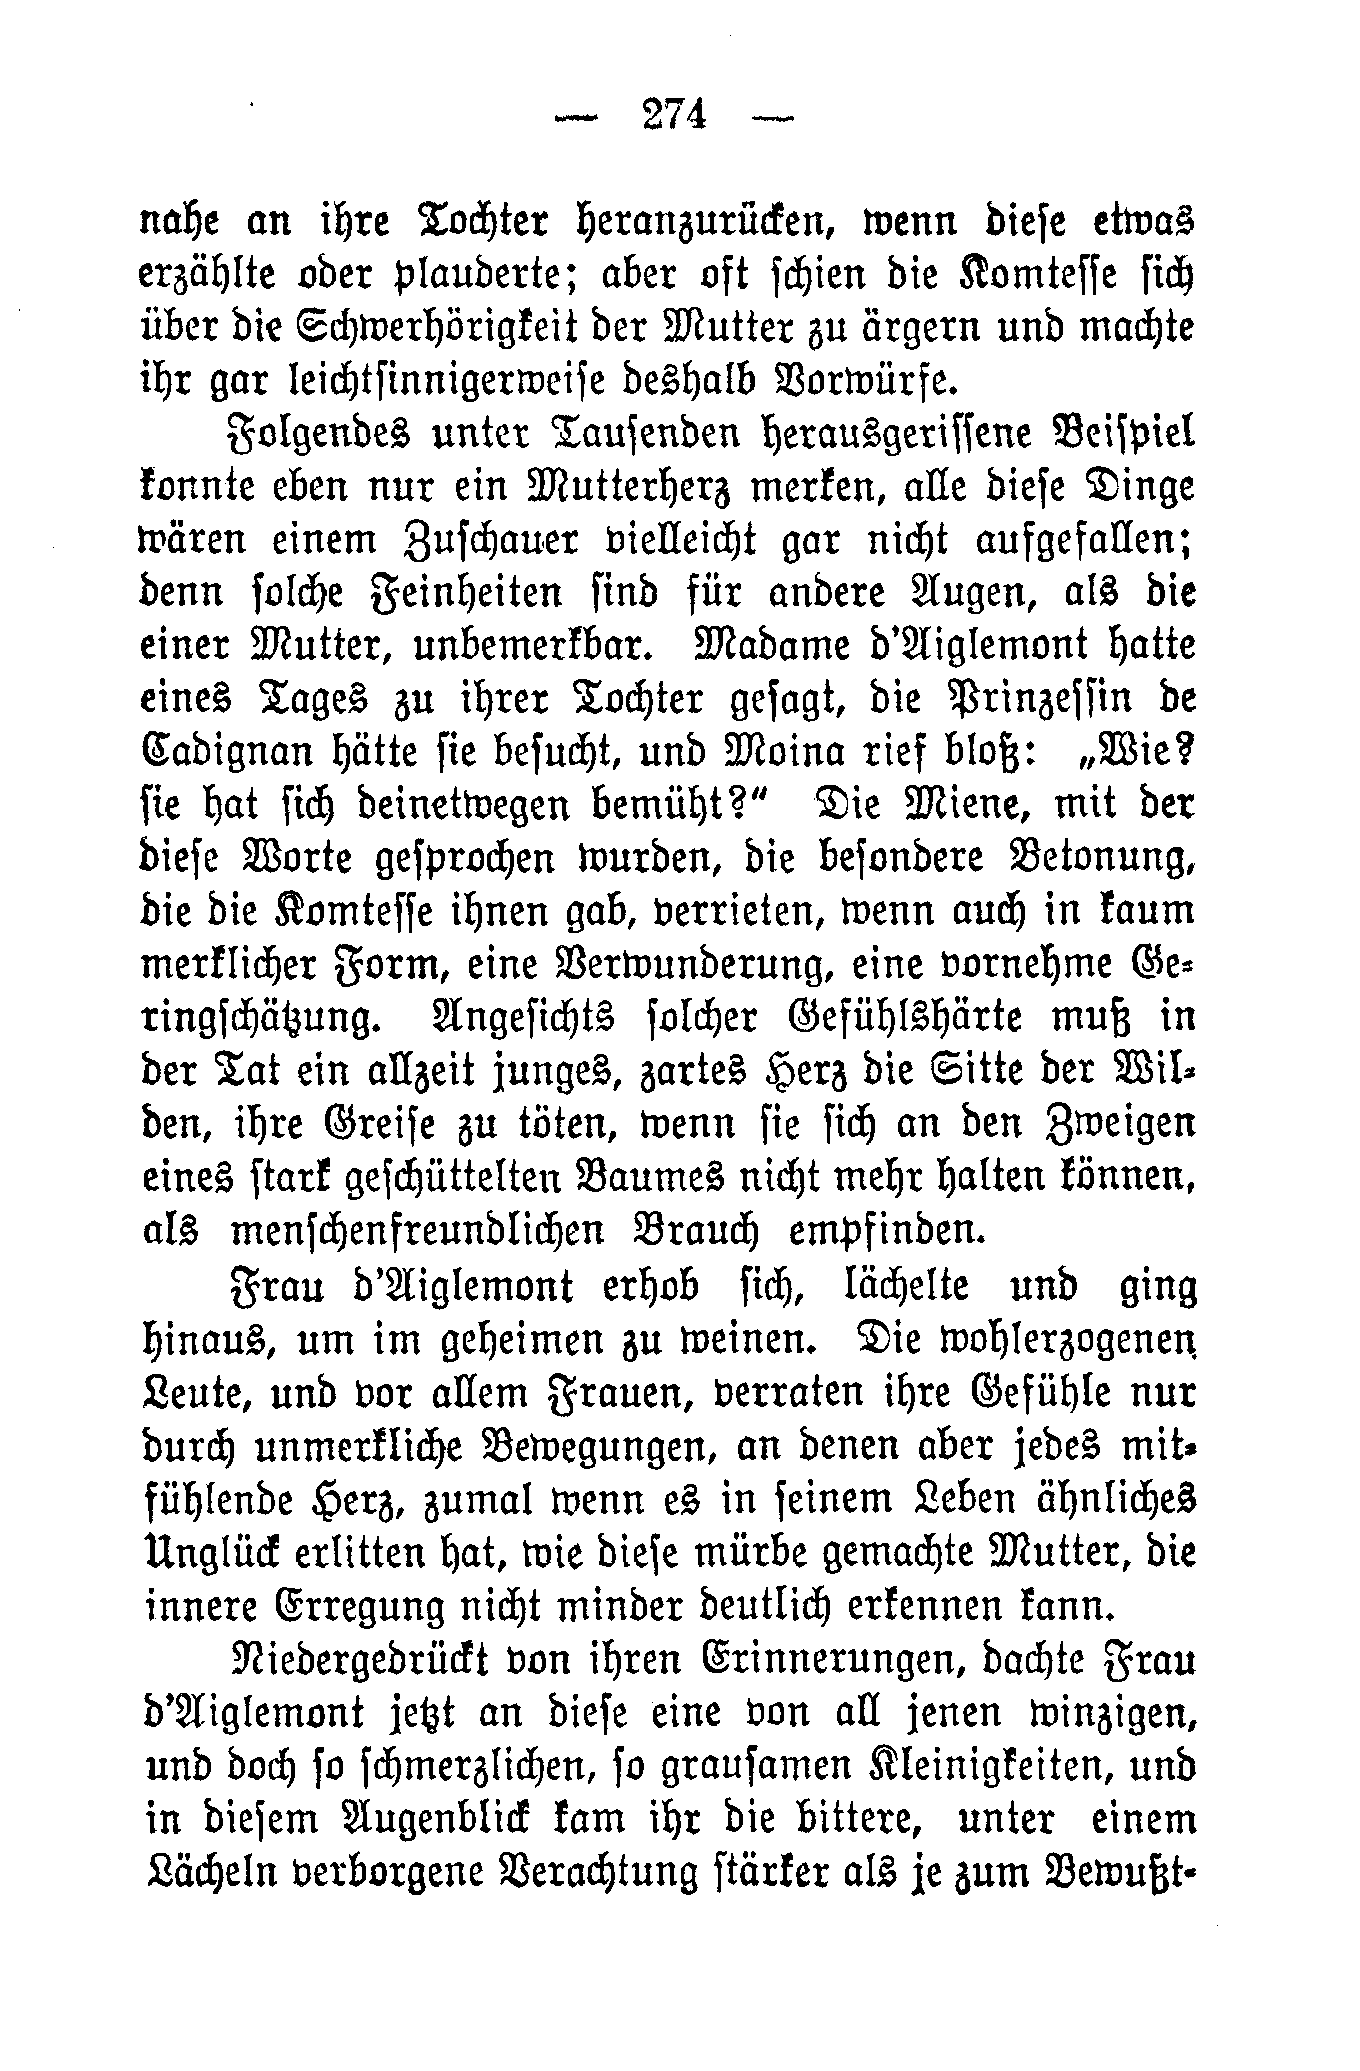 — 274 —
nahe an ihre Tochter heranzurücken, wenn diese etwas
erzählte oder plauderte; aber oft schien die Komtesse sich
über die Schwerhörigkeit der Mutter zu ärgern und machte
ihr gar leichtsinnigerweise deshalb Vorwürfe.
Folgendes unter Tausenden herausgerissene Beispiel
konnte eben nur ein Mutterherz merken, alle diese Dinge
wären einem Zuschauer vielleicht gar nicht aufgefallen;
denn solche Feinheiten sind für andere Augen, als die
einer Mutter, unbemerkbar. Madame d'Aiglemont hatte
eines Tages zu ihrer Tochter gesagt, die Prinzessin de
Cadignan hätte sie besucht, und Moina rief bloß: „Wie?
sie hat sich deinetwegen bemüht?" Die Miene, mit der
diese Worte gesprochen wurden, die besondere Betonung,
die die Komtesse ihnen gab, verrieten, wenn auch in kaum
merklicher Form, eine Verwunderung, eine vornehme Ge-
ringschätzung. Angesichts solcher Gefühlshärte muß in
der Tat ein allzeit junges, zartes Herz die Sitte der Wil-
den, ihre Greise zu töten, wenn sie sich an den Zweigen
eines stark geschüttelten Baumes nicht mehr halten können,
als menschenfreundlichen Brauch empfinden.
Frau d'Aiglemont erhob sich, lächelte und ging
hinaus, um im geheimen zu weinen. Die wohlerzogenen
Leute, und vor allem Frauen, verraten ihre Gefühle nur
durch unmerkliche Bewegungen, an denen aber jedes mit-
fühlende Herz, zumal wenn es in seinem Leben ähnliches
Unglück erlitten hat, wie diese mürbe gemachte Mutter, die
innere Erregung nicht minder deutlich erkennen kann.
Niedergedrückt von ihren Erinnerungen, dachte Frau
d'Aiglemont jetzt an diese eine von all jenen winzigen,
und doch so schmerzlichen, so grausamen Kleinigkeiten, und
in diesem Augenblick kam ihr die bittere, unter einem
Lächeln verborgene Verachtung stärker als je zum Bewußt-